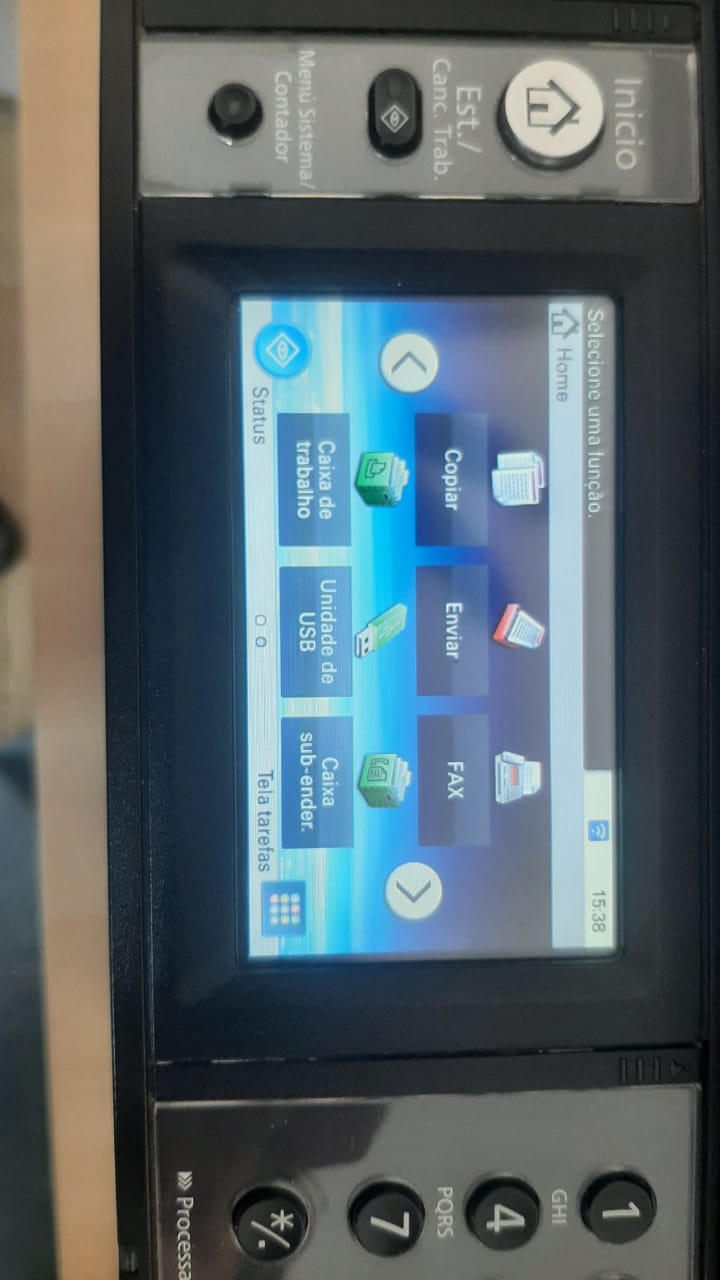 Inicio
Est./
Canc. Trab.
Menú Sistema/
Contador
Selecione uma função.
15:38
Home
Copiar
Enviar
FAX
Caixa de
trabalho
Unidade de
USB
Caixa
sub-ender.
Status
Tela tarefas
1
GHI
4
PQRS
7
*/.
Processa